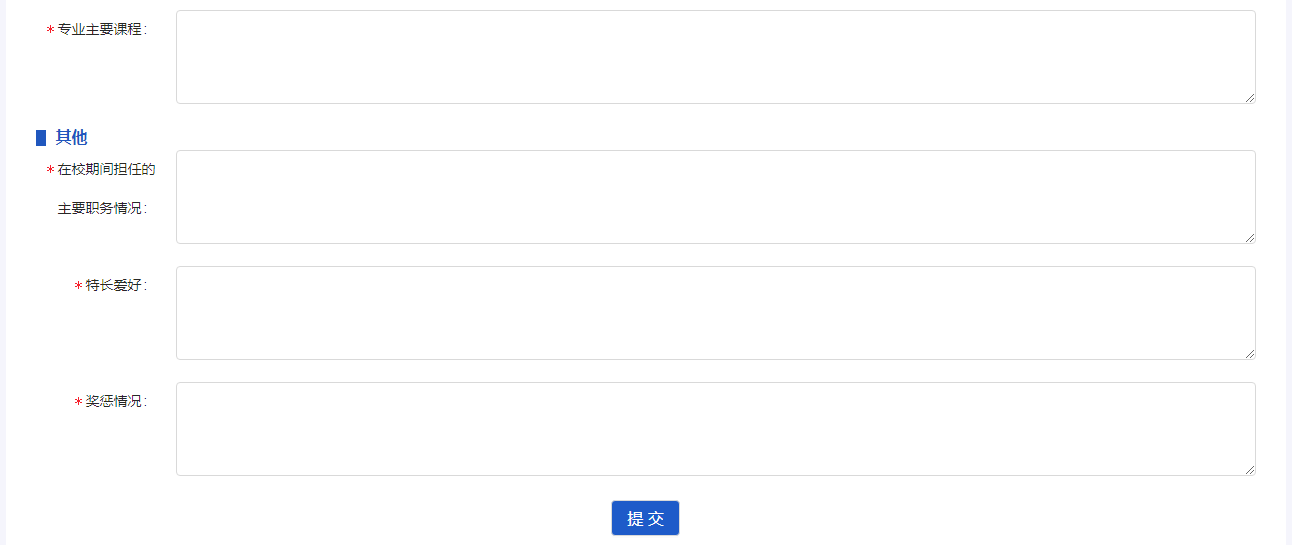 * 专业主要课程:
其他
* 在校期间担任的
主要职务情况:
* 特长爱好:
* 奖惩情况:
提 交